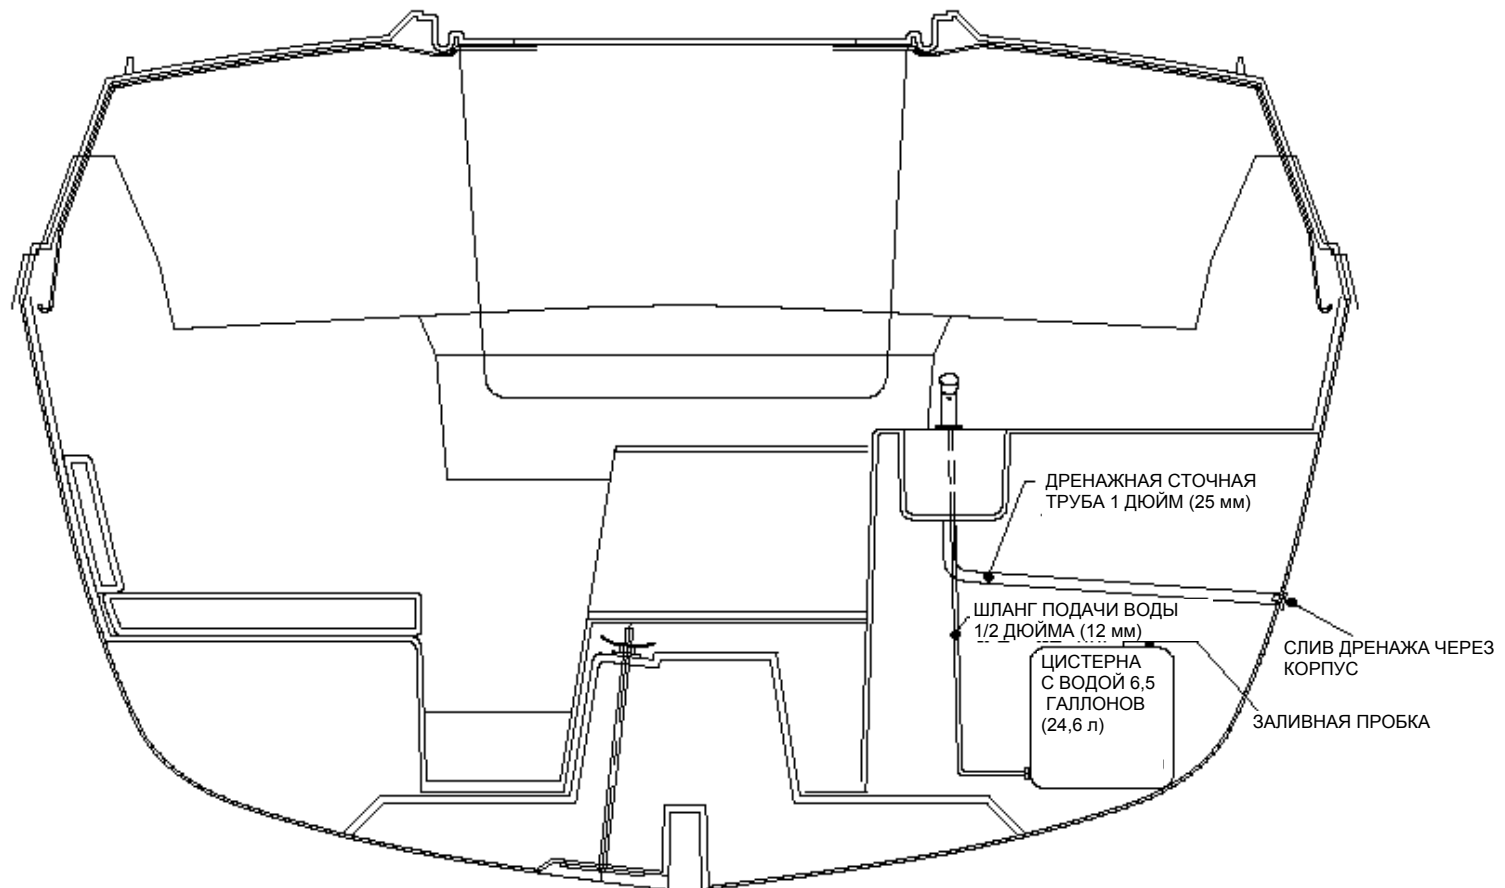 ДРЕНАЖНАЯ СТОЧНАЯ
ТРУБА 1 ДЮЙМ (25 мм)
ШЛАНГ ПОДАЧИ ВОДЫ
1/2 ДЮЙМА (12 мм)
СЛИВ ДРЕНАЖА ЧЕРЕЗ
КОРПУС
ЦИСТЕРНА
С ВОДОЙ 6,5
ГАЛЛОНОВ
(24,6 л)
ЗАЛИВНАЯ ПРОБКА